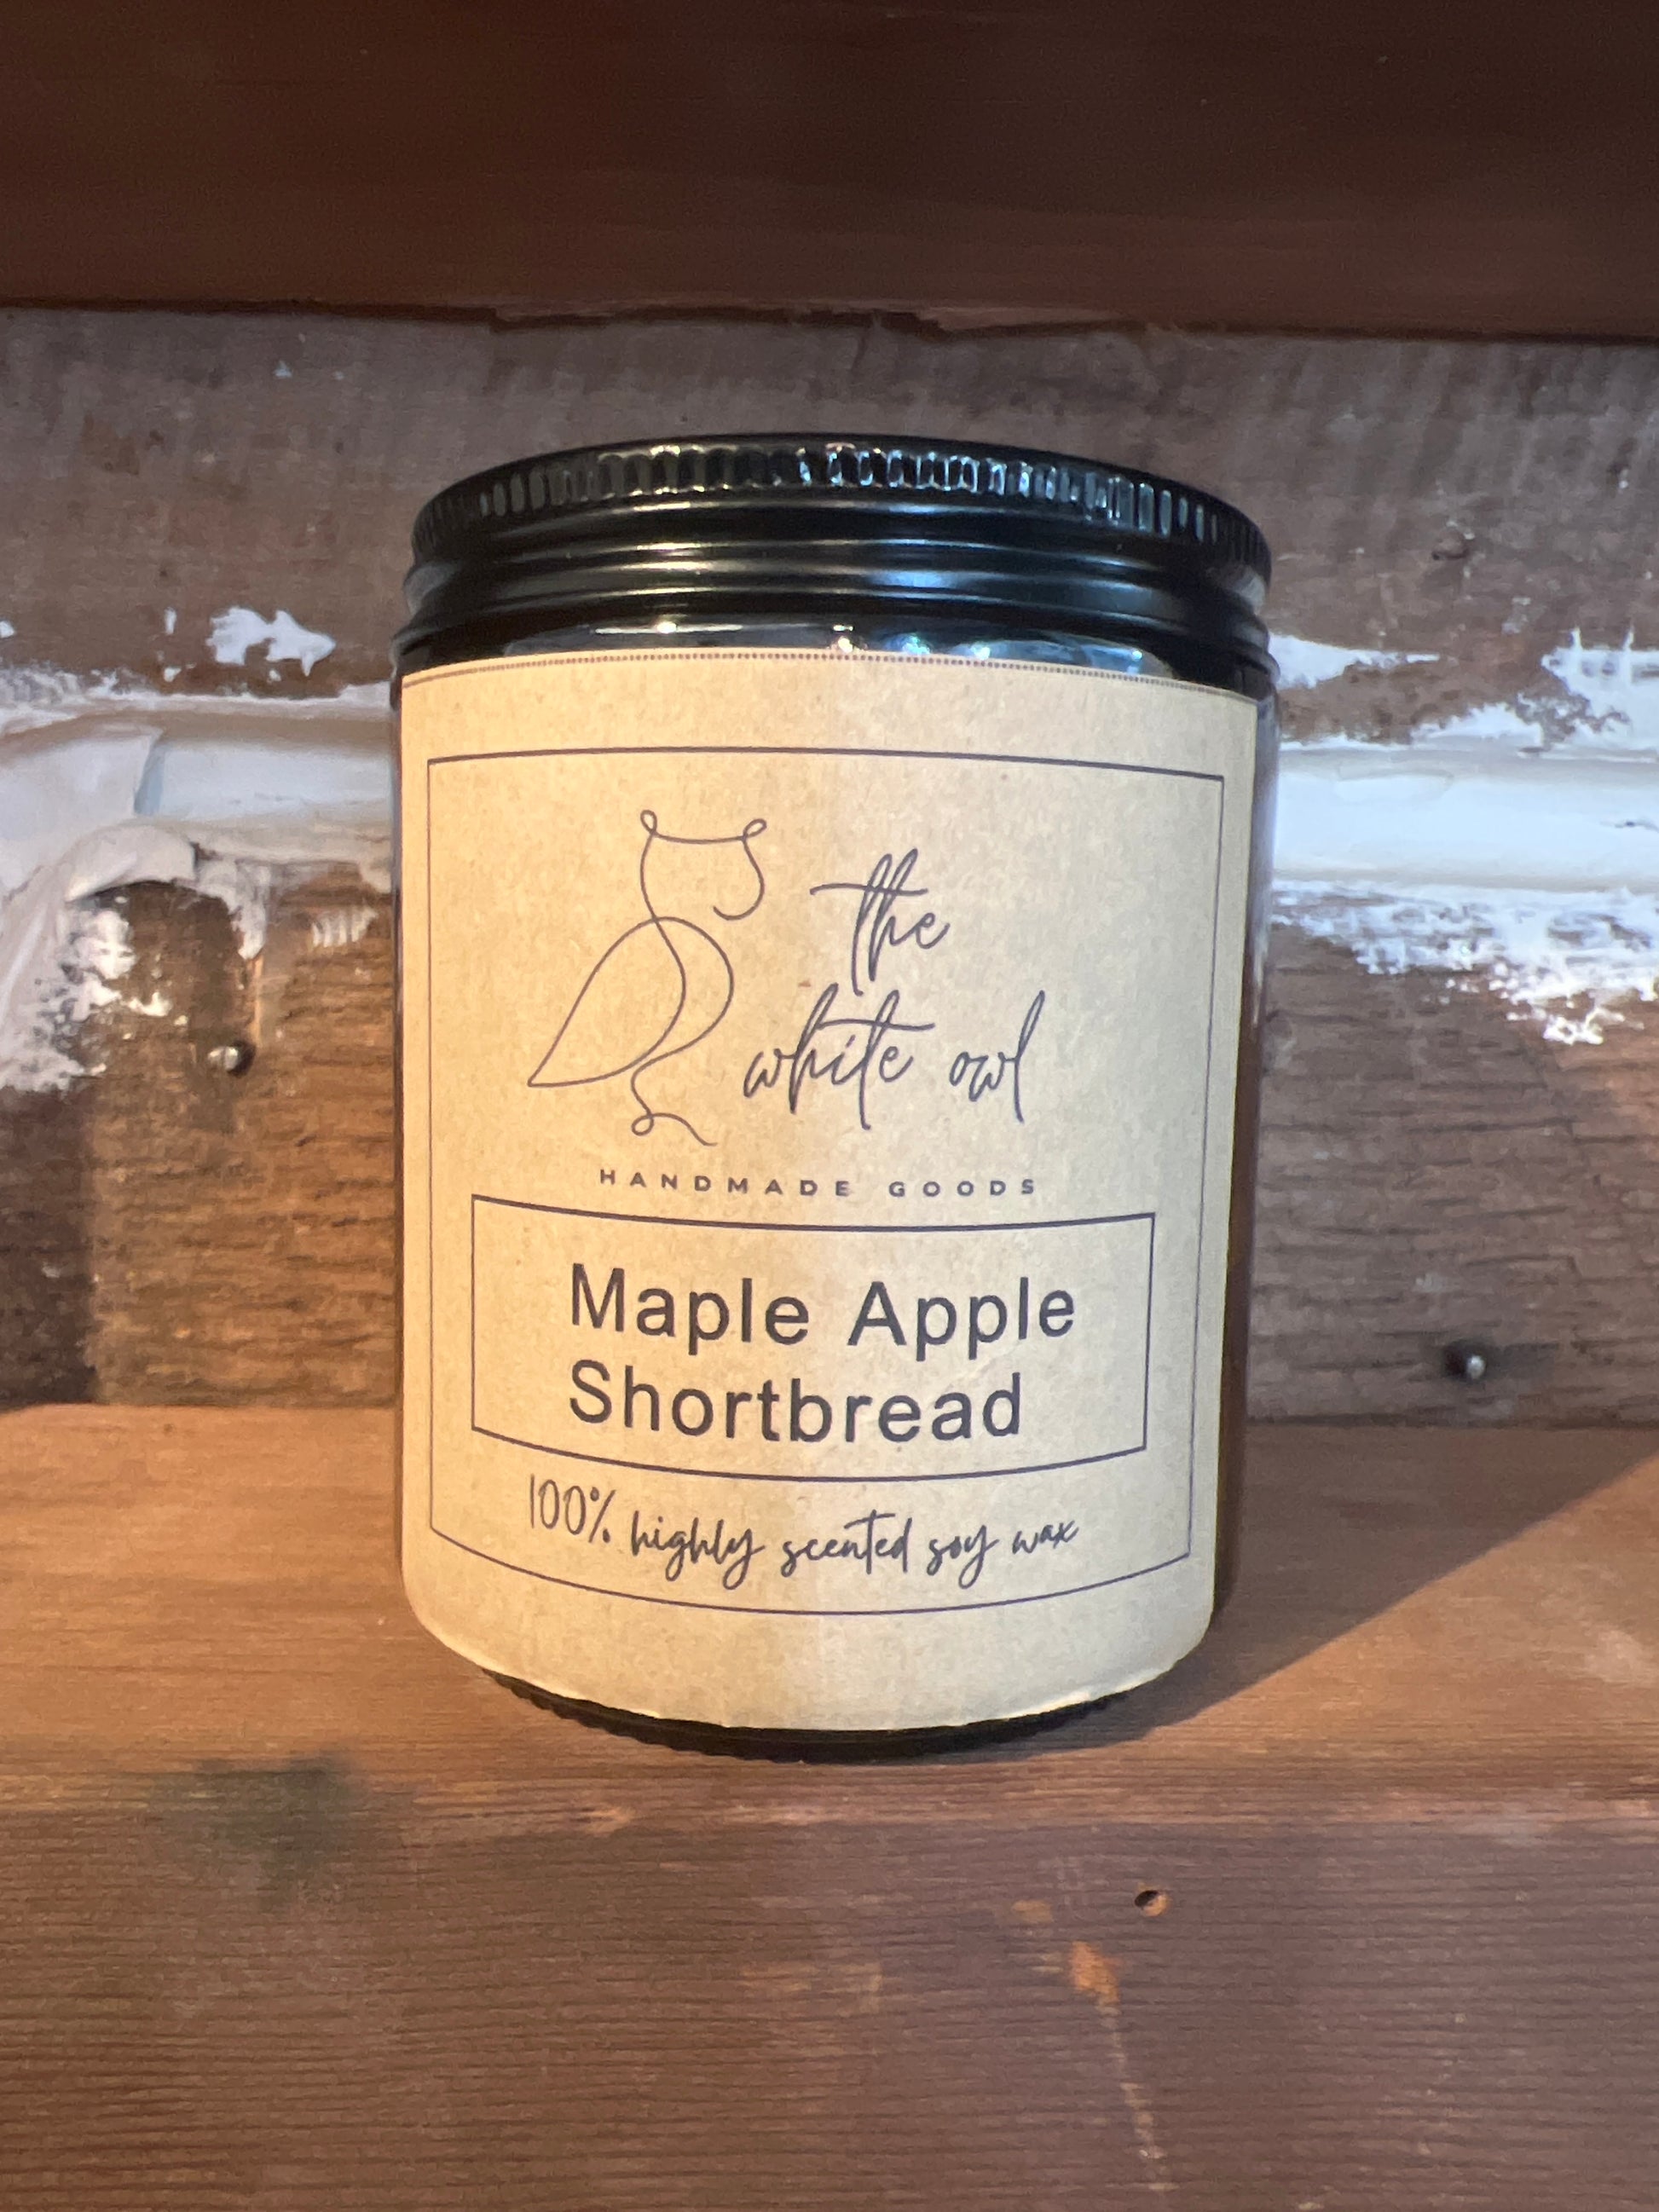 the
white owl
HANDMADE GOODS
Maple Apple
Shortbread
100% highly scented soy wax